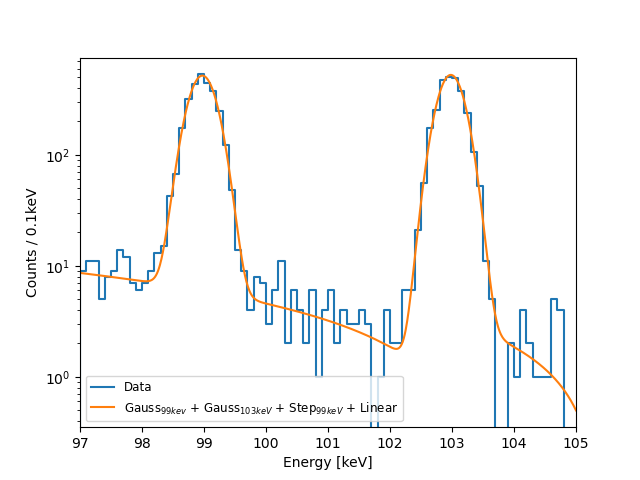 Counts / 0.1keV
10²
10¹
10⁰
Data
Gauss₉₉ₖₑᵥ + Gauss₁₀₃ₖₑV + Step₉₉ₖₑV + Linear
97 98 99 100 101 102 103 104 105
Energy [keV]